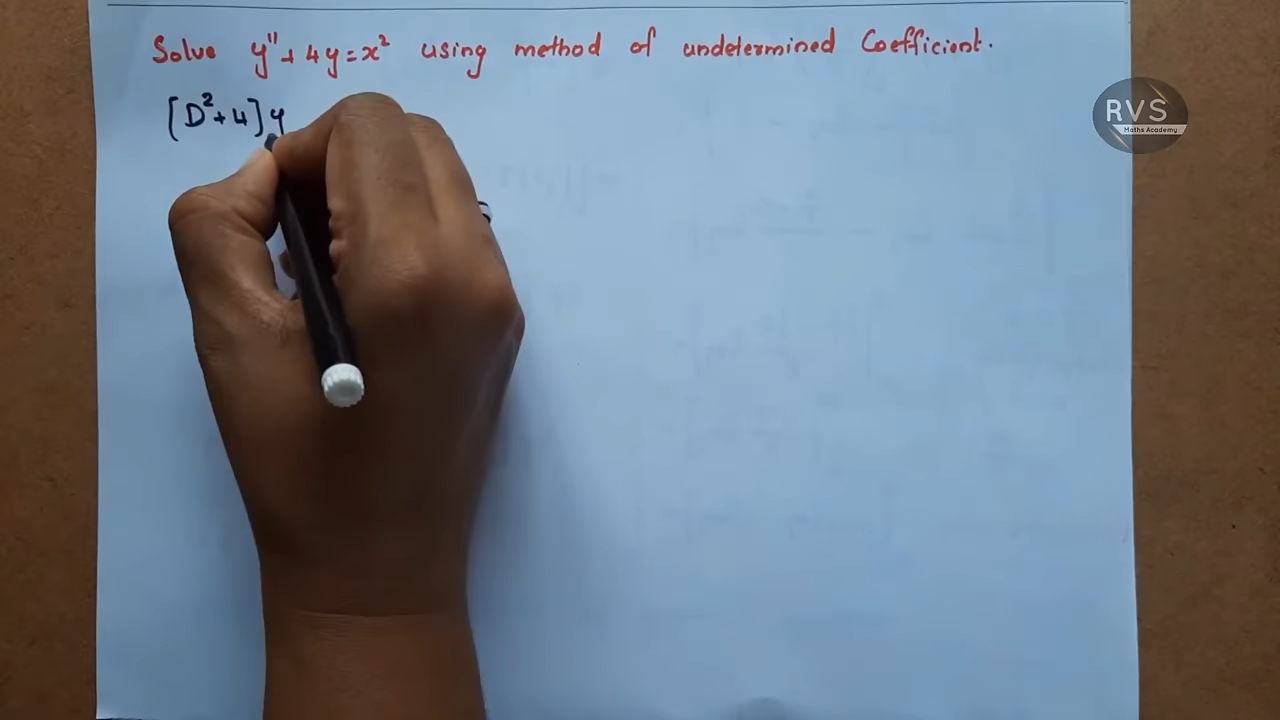 Solve y'' + 4y = x² using method of undetermined Coefficient.
[D² + 4] y
RVS
Maths Academy